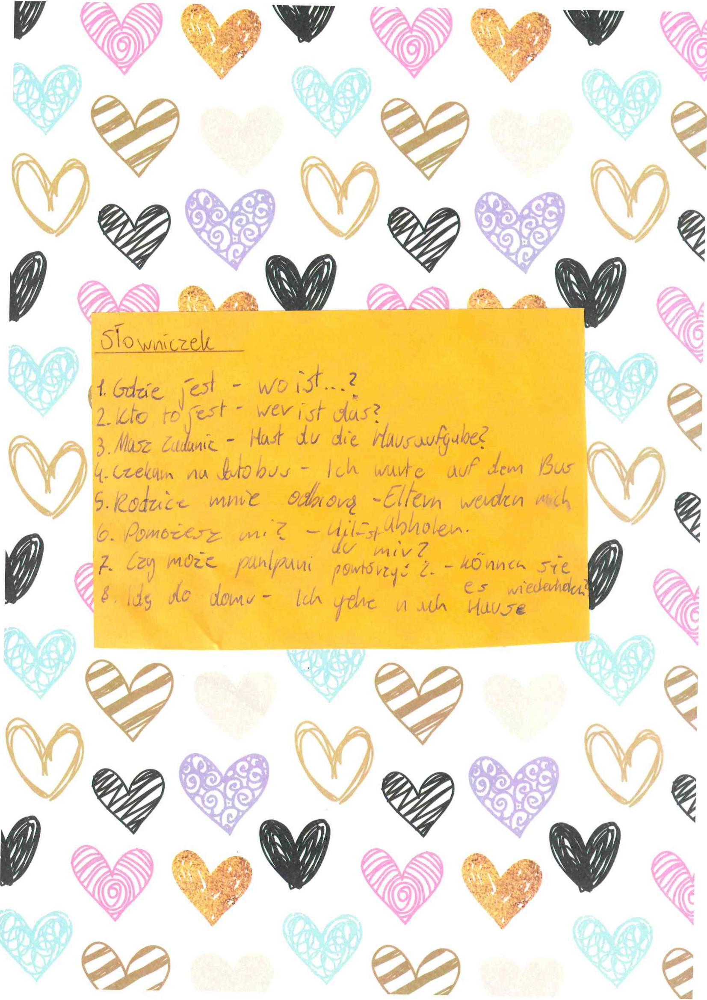 Słowniczek
1. Gdzie jest - wo ist...?
2. Kto to jest - wer ist das?
3. Masz zadanie - Hast du die Hausaufgabe?
4. Czekam na Autobus - Ich warte auf dem Bus
5. Rodzice mnie odbiorą - Eltern werden mich
abholen.
6. Pomożesz mi? - Hilfst
du mir?
7. Czy może pan/pani powtórzyć ?. - können sie
es wiederholen?
8. Idę do domu - Ich gehe nach Hause